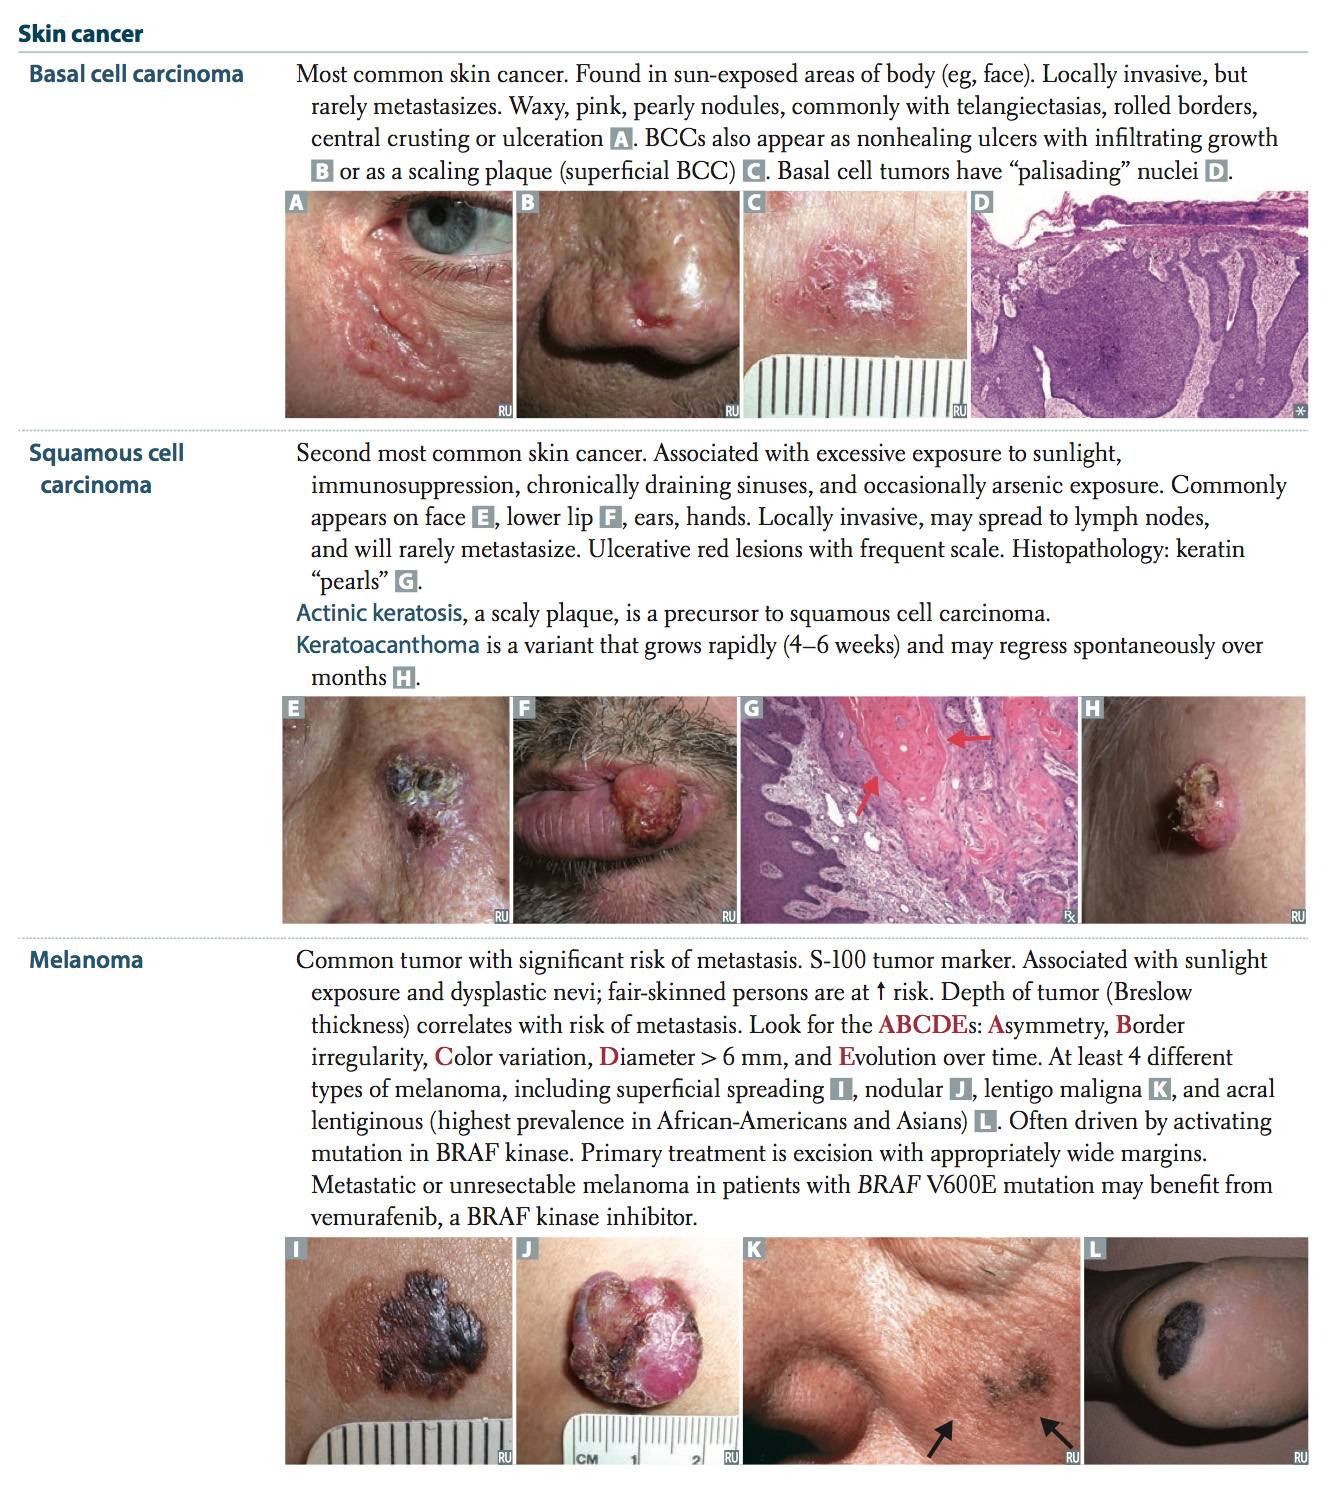 Skin cancer
Basal cell carcinoma
Most common skin cancer. Found in sun-exposed areas of body (eg, face). Locally invasive, but
rarely metastasizes. Waxy, pink, pearly nodules, commonly with telangiectasias, rolled borders,
central crusting or ulceration A. BCCs also appear as nonhealing ulcers with infiltrating growth
B or as a scaling plaque (superficial BCC) C. Basal cell tumors have “palisading” nuclei D.
A B C D
RU RU RU *
Squamous cell
carcinoma
Second most common skin cancer. Associated with excessive exposure to sunlight,
immunosuppression, chronically draining sinuses, and occasionally arsenic exposure. Commonly
appears on face E, lower lip F, ears, hands. Locally invasive, may spread to lymph nodes,
and will rarely metastasize. Ulcerative red lesions with frequent scale. Histopathology: keratin
“pearls” G.
Actinic keratosis, a scaly plaque, is a precursor to squamous cell carcinoma.
Keratoacanthoma is a variant that grows rapidly (4–6 weeks) and may regress spontaneously over
months H.
E F G H
RU RU ℞ RU
Melanoma
Common tumor with significant risk of metastasis. S-100 tumor marker. Associated with sunlight
exposure and dysplastic nevi; fair-skinned persons are at ↑ risk. Depth of tumor (Breslow
thickness) correlates with risk of metastasis. Look for the ABCDEs: Asymmetry, Border
irregularity, Color variation, Diameter > 6 mm, and Evolution over time. At least 4 different
types of melanoma, including superficial spreading I, nodular J, lentigo maligna K, and acral
lentiginous (highest prevalence in African-Americans and Asians) L. Often driven by activating
mutation in BRAF kinase. Primary treatment is excision with appropriately wide margins.
Metastatic or unresectable melanoma in patients with BRAF V600E mutation may benefit from
vemurafenib, a BRAF kinase inhibitor.
I J K L
CM 1 2
RU RU RU RU